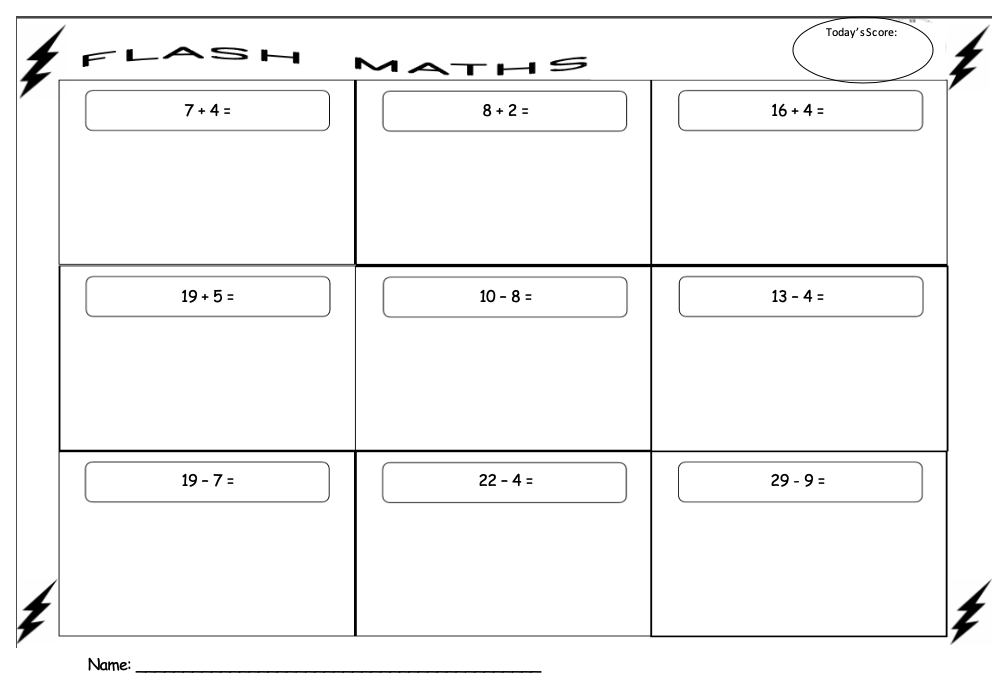 FLASH MATHS
Today's Score:
7 + 4 =
8 + 2 =
16 + 4 =
19 + 5 =
10 – 8 =
13 – 4 =
19 – 7 =
22 – 4 =
29 - 9 =
Name: ___________________________________________